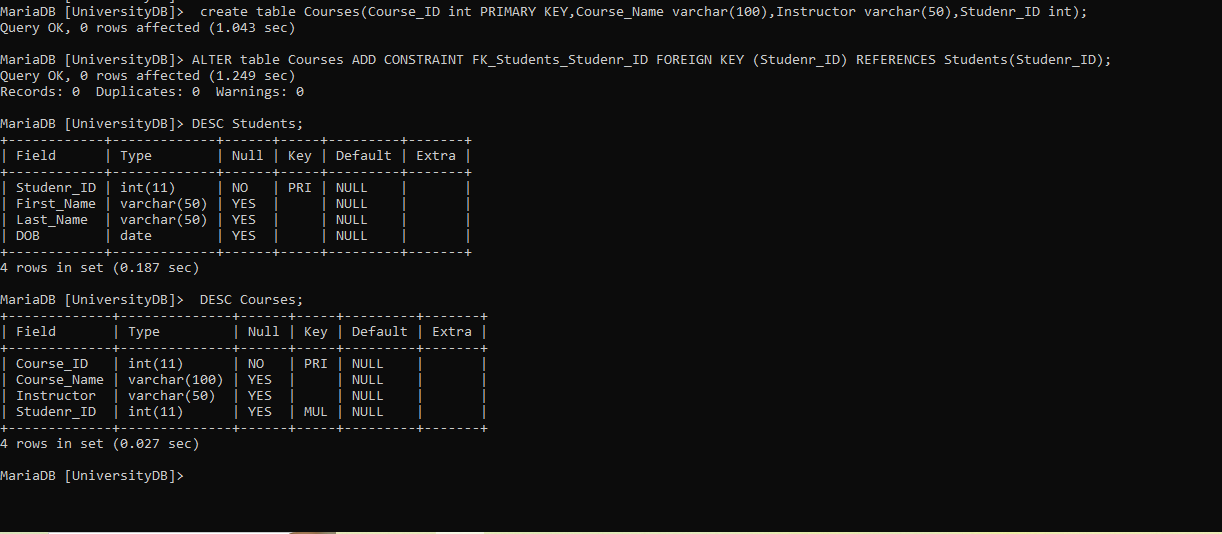 MariaDB [UniversityDB]>  create table Courses(Course_ID int PRIMARY KEY,Course_Name varchar(100),Instructor varchar(50),Studenr_ID int);
Query OK, 0 rows affected (1.043 sec)
MariaDB [UniversityDB]> ALTER table Courses ADD CONSTRAINT FK_Students_Studenr_ID FOREIGN KEY (Studenr_ID) REFERENCES Students(Studenr_ID);
Query OK, 0 rows affected (1.249 sec)
Records: 0  Duplicates: 0  Warnings: 0
MariaDB [UniversityDB]> DESC Students;
+------------+-------------+------+-----+---------+-------+
| Field      | Type        | Null | Key | Default | Extra |
+------------+-------------+------+-----+---------+-------+
| Studenr_ID | int(11)     | NO   | PRI | NULL    |       |
| First_Name | varchar(50) | YES  |     | NULL    |       |
| Last_Name  | varchar(50) | YES  |     | NULL    |       |
| DOB        | date        | YES  |     | NULL    |       |
+------------+-------------+------+-----+---------+-------+
4 rows in set (0.187 sec)
MariaDB [UniversityDB]>  DESC Courses;
+-------------+--------------+------+-----+---------+-------+
| Field       | Type         | Null | Key | Default | Extra |
+-------------+--------------+------+-----+---------+-------+
| Course_ID   | int(11)      | NO   | PRI | NULL    |       |
| Course_Name | varchar(100) | YES  |     | NULL    |       |
| Instructor  | varchar(50)  | YES  |     | NULL    |       |
| Studenr_ID  | int(11)      | YES  | MUL | NULL    |       |
+-------------+--------------+------+-----+---------+-------+
4 rows in set (0.027 sec)
MariaDB [UniversityDB]>